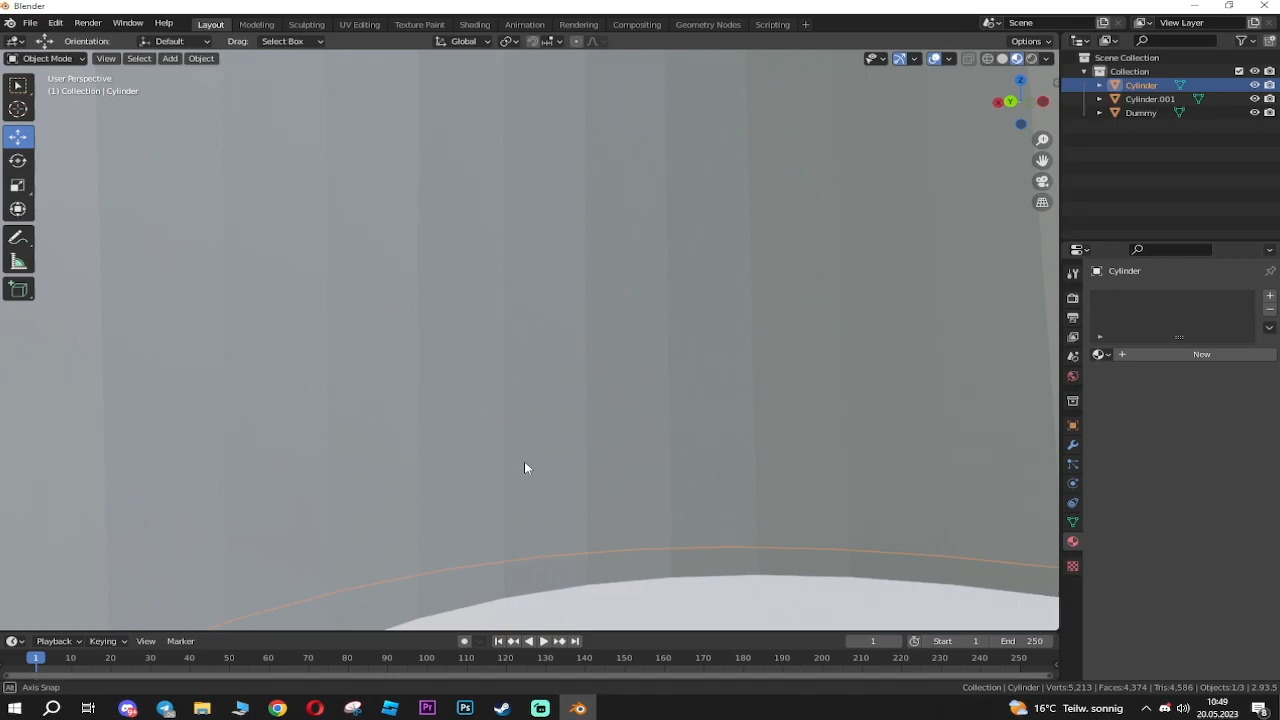 Blender
File Edit Render Window Help Layout Modeling Sculpting UV Editing Texture Paint Shading Animation Rendering Compositing Geometry Nodes Scripting Scene View Layer
Orientation: Default Drag: Select Box Global Options
Object Mode View Select Add Object
User Perspective
(1) Collection | Cylinder
Z
Y
X
Scene Collection
Collection
Cylinder
Cylinder.001
Dummy
Cylinder
New
Playback Keying View Marker 1 Start 1 End 250
1 10 20 30 40 50 60 70 80 90 100 110 120 130 140 150 160 170 180 190 200 210 220 230 240 250
Alt Axis Snap Collection | Cylinder | Verts:5,213 | Faces:4,374 | Tris:4,586 | Objects:1/3 | 2.93.5
Pr Ps 16°C Teilw. sonnig 10:49
20.05.2023